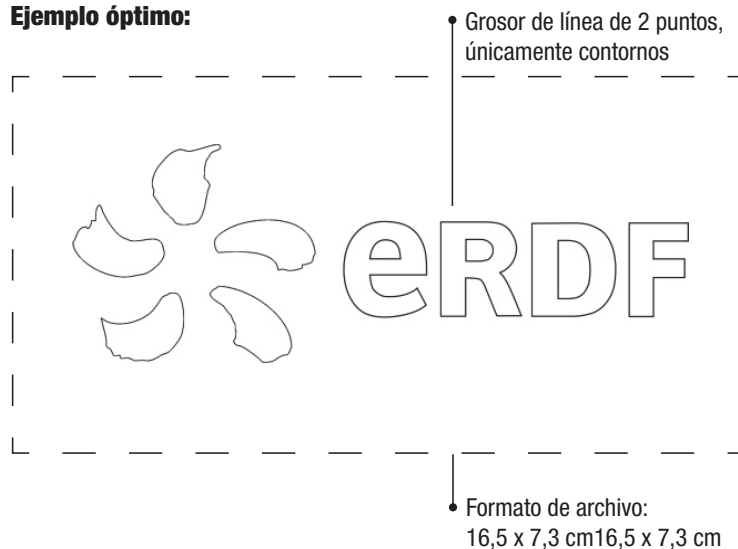 Ejemplo óptimo:
Grosor de línea de 2 puntos,
únicamente contornos
eRDF
Formato de archivo:
16,5 x 7,3 cm16,5 x 7,3 cm